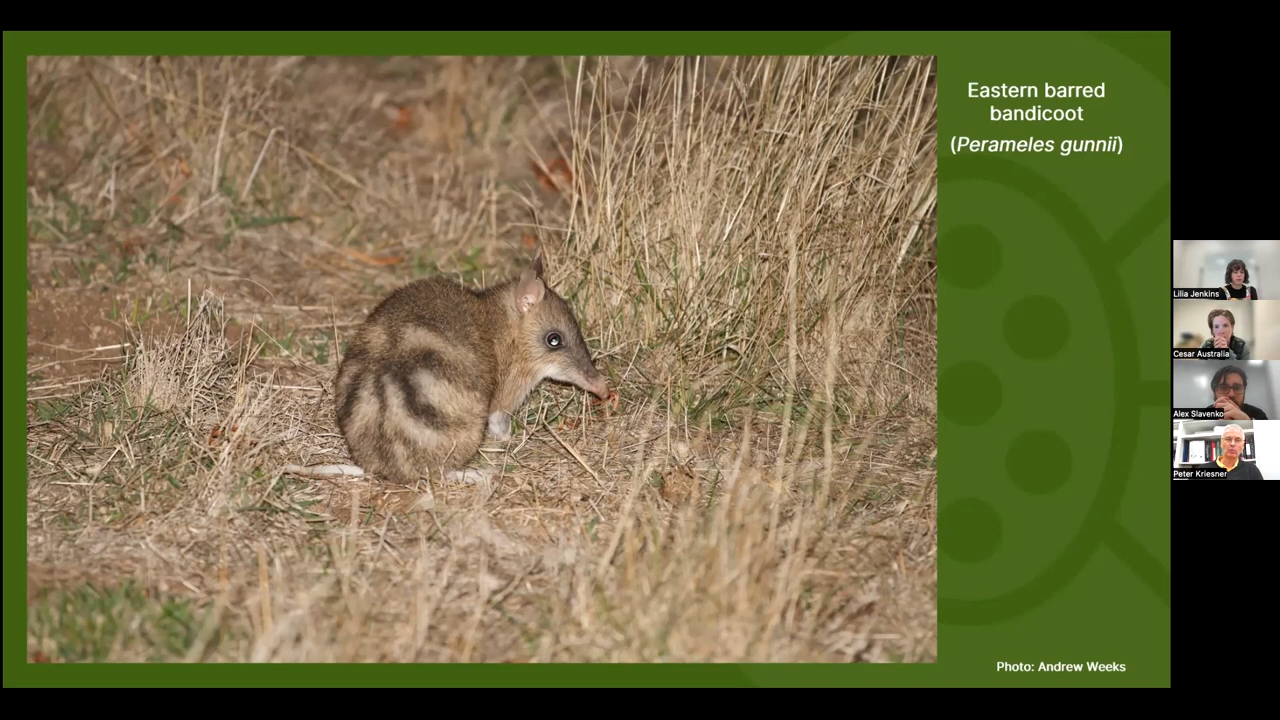 Eastern barred
bandicoot
(Perameles gunnii)
Photo: Andrew Weeks
Lilia Jenkins
Cesar Australia
Alex Slavenko
Peter Kriesner